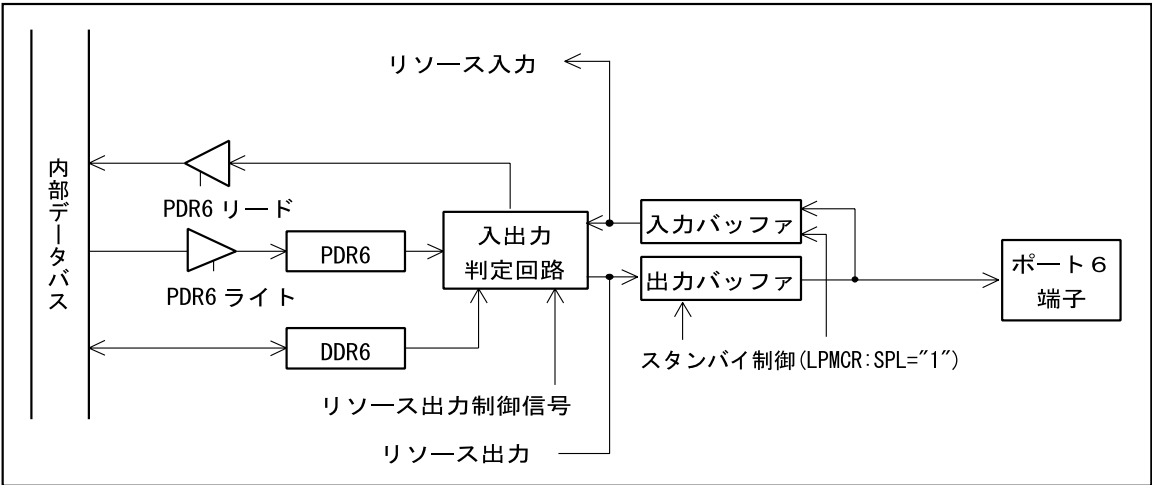 リソース入力
内部データバス
PDR6 リード
入力バッファ
入出力
判定回路
PDR6
出力バッファ
ポート6
端子
PDR6 ライト
DDR6
スタンバイ制御(LPMCR:SPL="1")
リソース出力制御信号
リソース出力